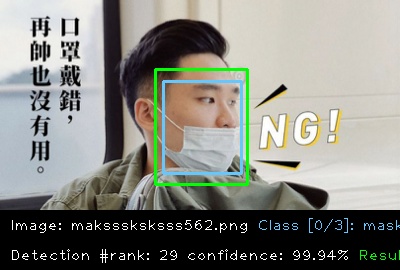 口罩戴錯，
再帥也沒有用。
NG!
Image: maksssksksss562.png Class [0/3]: mask
Detection #rank: 29 confidence: 99.94% Resul